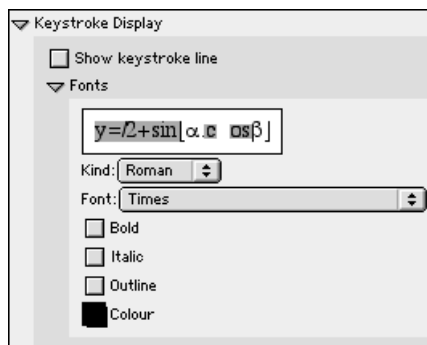 Keystroke Display
Show keystroke line
Fonts
y=/2+sin⌊α.c os β⌋
Kind: Roman
Font: Times
Bold
Italic
Outline
Colour